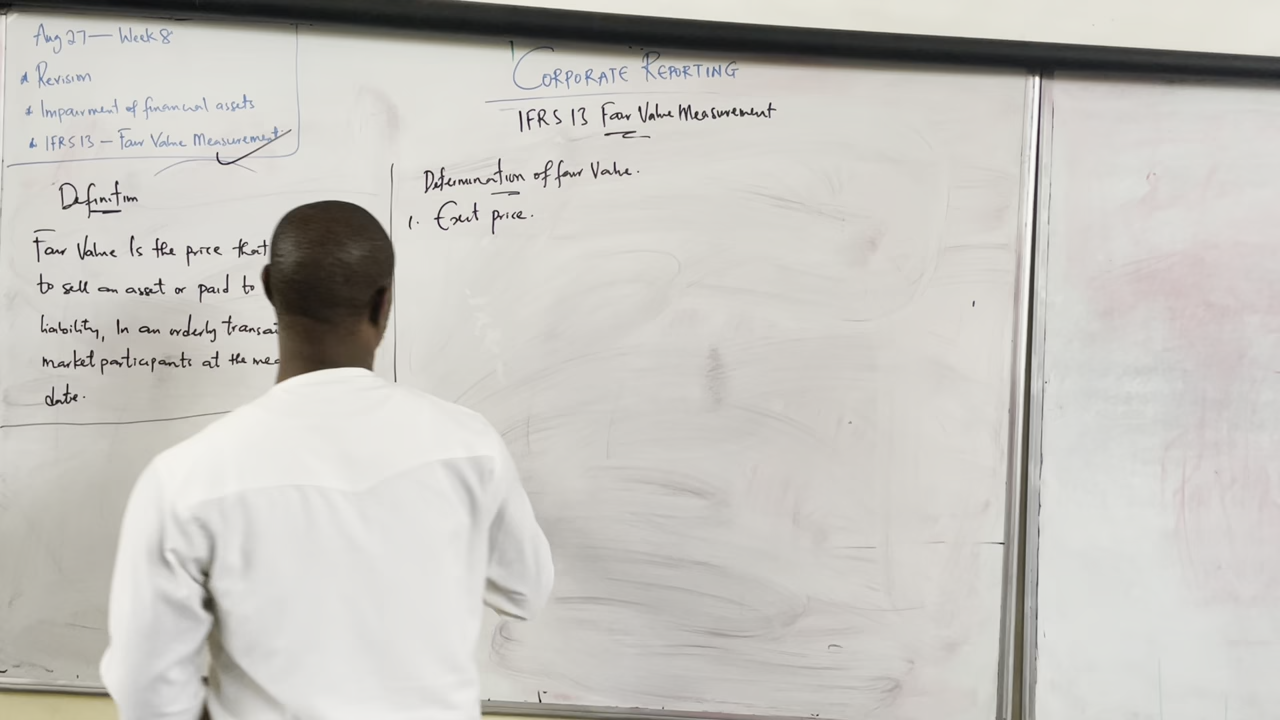 Aug 27 — Week 8
Revision
Impairment of financial assets
IFRS 13 — Fair Value Measurement
CORPORATE REPORTING
IFRS 13 Fair Value Measurement
Definition
Fair Value Is the price that
to sell an asset or paid to
liability, In an orderly transa
market participants at the mea
date.
Determination of fair Value.
1. Exit price.